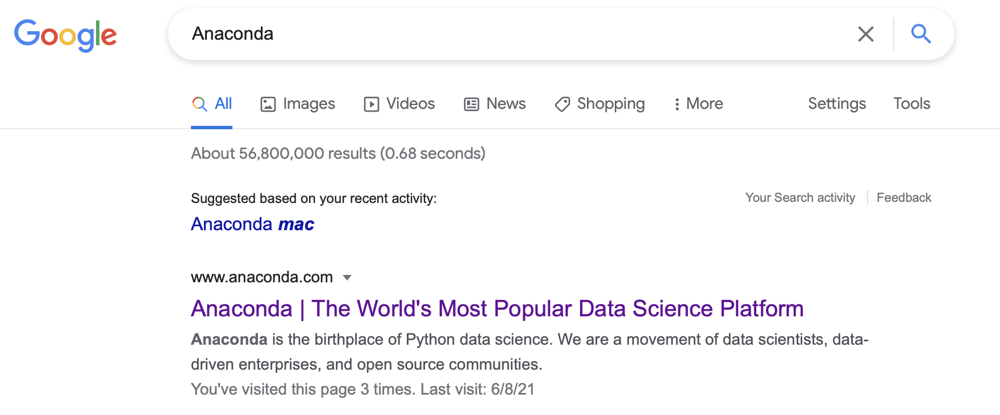 Google
Anaconda
All Images Videos News Shopping More Settings Tools
About 56,800,000 results (0.68 seconds)
Suggested based on your recent activity: Your Search activity Feedback
Anaconda mac
www.anaconda.com
Anaconda | The World's Most Popular Data Science Platform
Anaconda is the birthplace of Python data science. We are a movement of data scientists, data-
driven enterprises, and open source communities.
You've visited this page 3 times. Last visit: 6/8/21